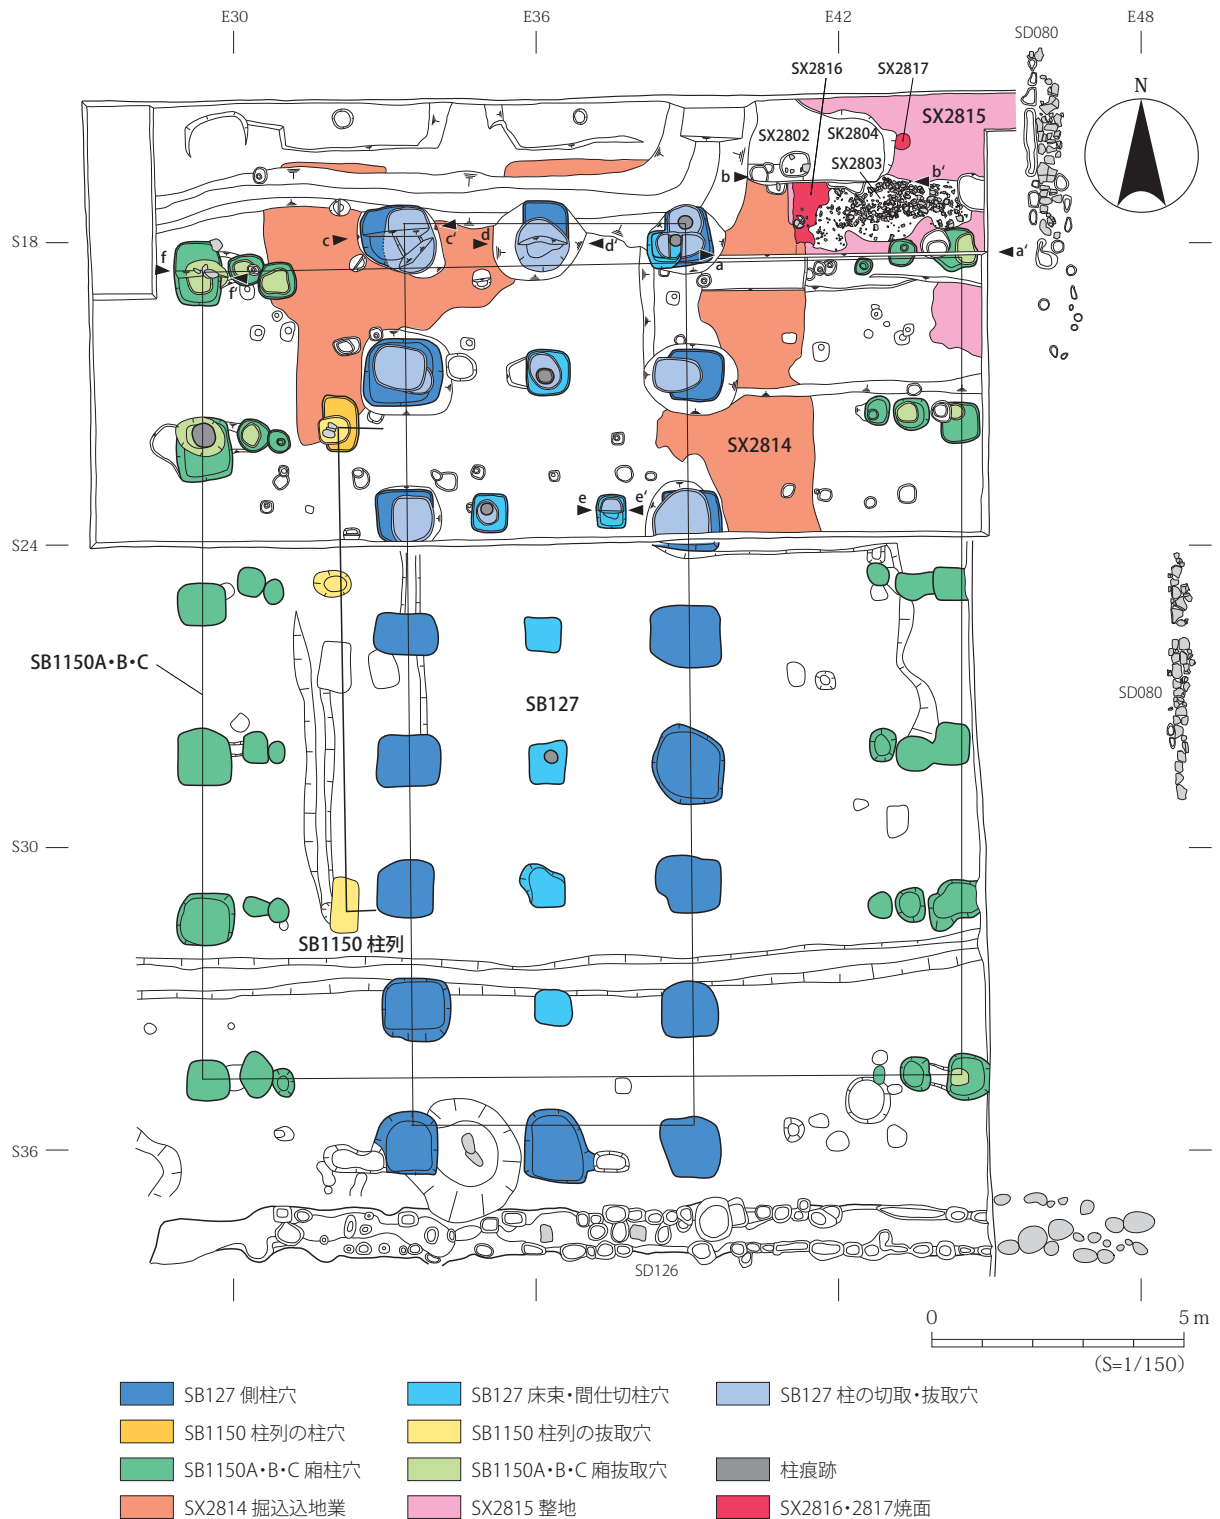 E30 E36 E42 E48
SD080
SX2816 SX2817
N
SX2815
SX2802 SK2804
SX2803
b b'
S18
c c' d d'
a a'
f f'
SX2814
e e'
S24
SB1150A・B・C
SB127
SD080
S30
SB1150 柱列
S36
SD126
0 5 m
(S=1/150)
SB127 側柱穴 SB127 床束・間仕切柱穴 SB127 柱の切取・抜取穴
SB1150 柱列の柱穴 SB1150 柱列の抜取穴
SB1150A・B・C 廂柱穴 SB1150A・B・C 廂抜取穴 柱痕跡
SX2814 掘込込地業 SX2815 整地 SX2816・2817焼面